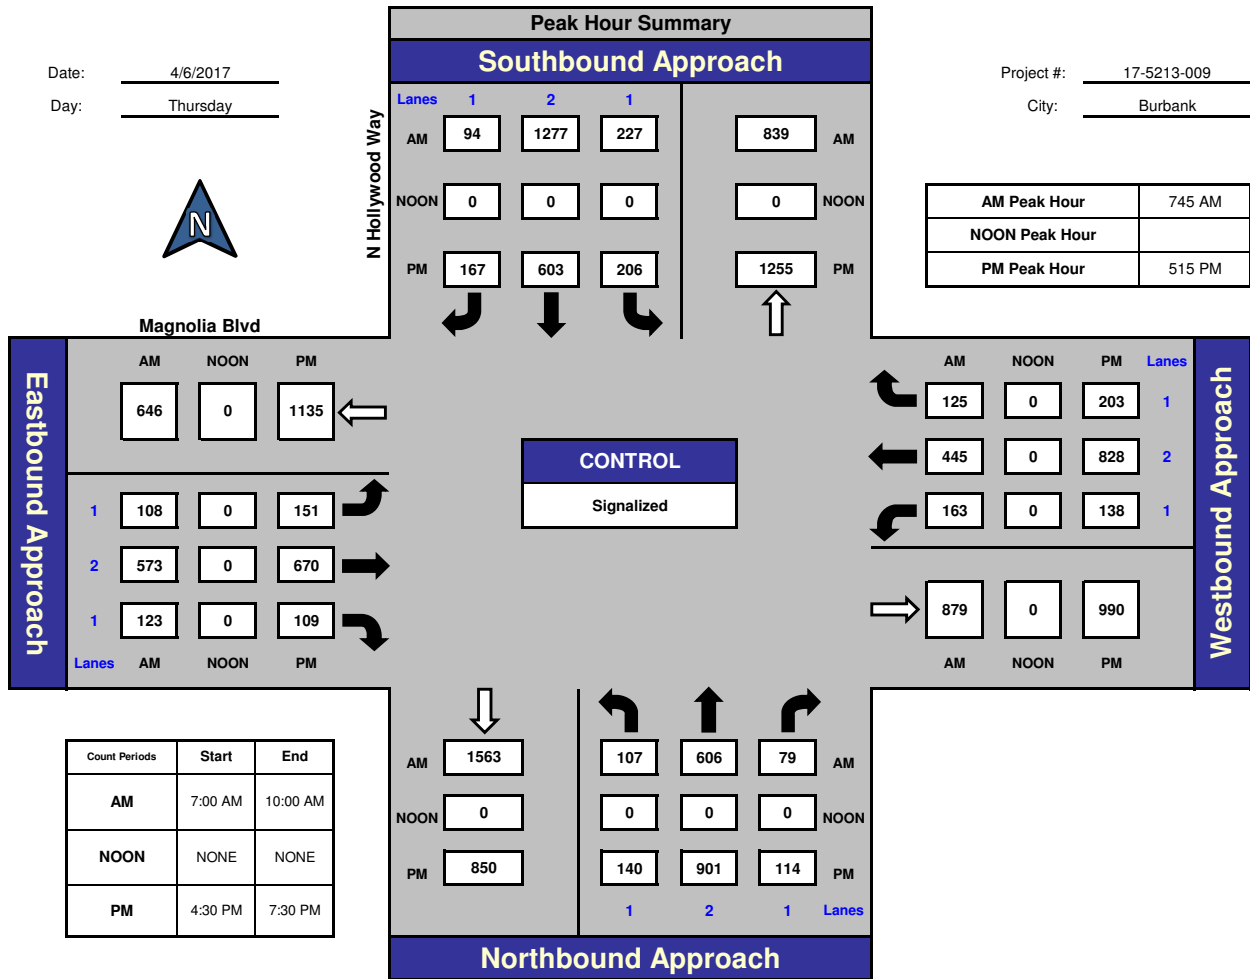 Peak Hour Summary
Southbound Approach
Date: 4/6/2017
Day: Thursday
Project #: 17-5213-009
City: Burbank
N Hollywood Way
Lanes 1 2 1
AM 94 1277 227 839 AM
NOON 0 0 0 0 NOON
PM 167 603 206 1255 PM
N
AM Peak Hour 745 AM
NOON Peak Hour
PM Peak Hour 515 PM
Magnolia Blvd
Eastbound Approach
AM NOON PM
646 0 1135
1 108 0 151
2 573 0 670
1 123 0 109
Lanes AM NOON PM
CONTROL
Signalized
Westbound Approach
AM NOON PM Lanes
125 0 203 1
445 0 828 2
163 0 138 1
879 0 990
AM NOON PM
Count Periods Start End
AM 7:00 AM 10:00 AM
NOON NONE NONE
PM 4:30 PM 7:30 PM
AM 1563 107 606 79 AM
NOON 0 0 0 0 NOON
PM 850 140 901 114 PM
1 2 1 Lanes
Northbound Approach